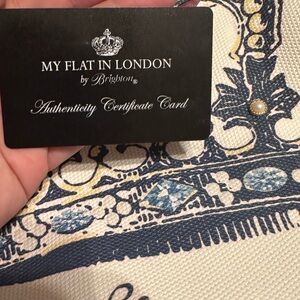 MY FLAT IN LONDON
by Brighton®
Authenticity Certificate Card